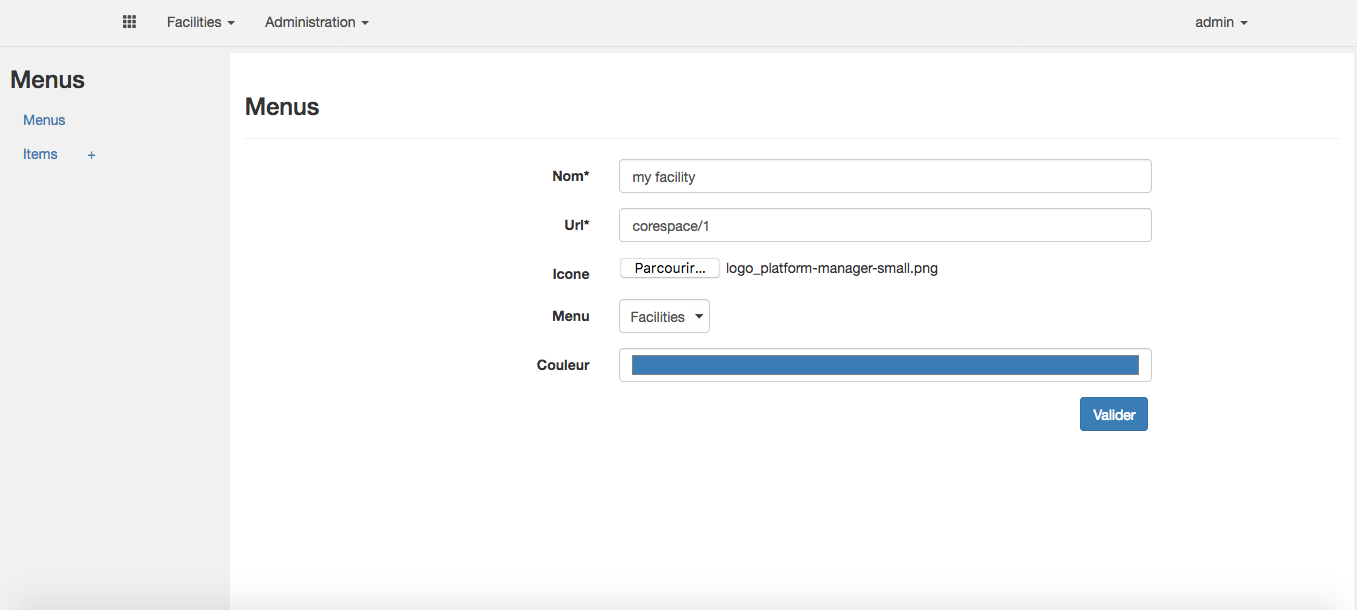 Facilities Administration admin
Menus
Menus
Items +
Menus
Nom* my facility
Url* corespace/1
Icone Parcourir... logo_platform-manager-small.png
Menu Facilities
Couleur
Valider